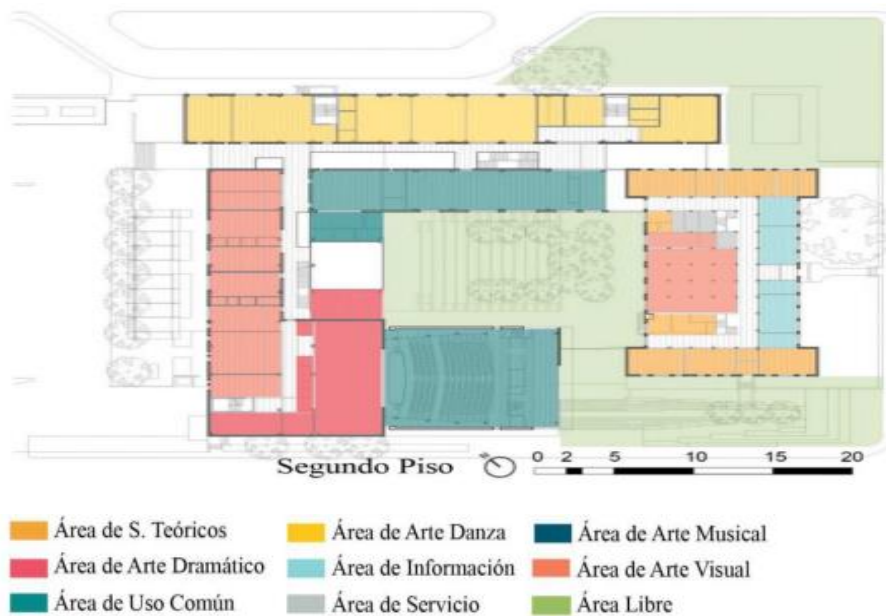 Segundo Piso N 0 2 5 10 15 20
Área de S. Teóricos Área de Arte Danza Área de Arte Musical
Área de Arte Dramático Área de Información Área de Arte Visual
Área de Uso Común Área de Servicio Área Libre